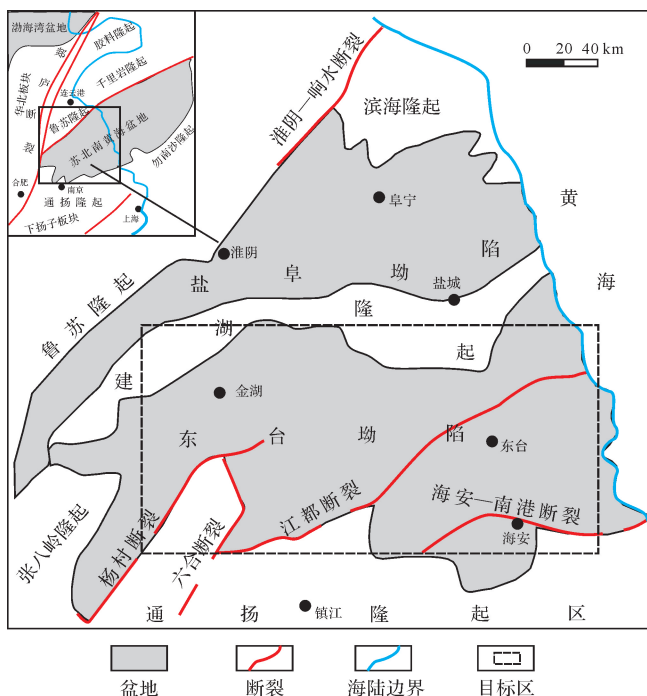 渤海湾盆地
胶料隆起
千里岩隆起
华北板块
郯庐断裂
连云港
鲁苏隆起
苏北南黄海盆地
勿南沙隆起
合肥
南京
通扬隆起
上海
下扬子板块
0 20 40 km
淮阴—响水断裂
滨海隆起
阜宁
黄海
淮阴
盐阜坳陷
盐城
鲁苏隆起
建湖隆起
金湖
东台坳陷
东台
海安—南港断裂
海安
江都断裂
张八岭隆起
杨村断裂
六合断裂
通扬隆起区
镇江
盆地
断裂
海陆边界
目标区